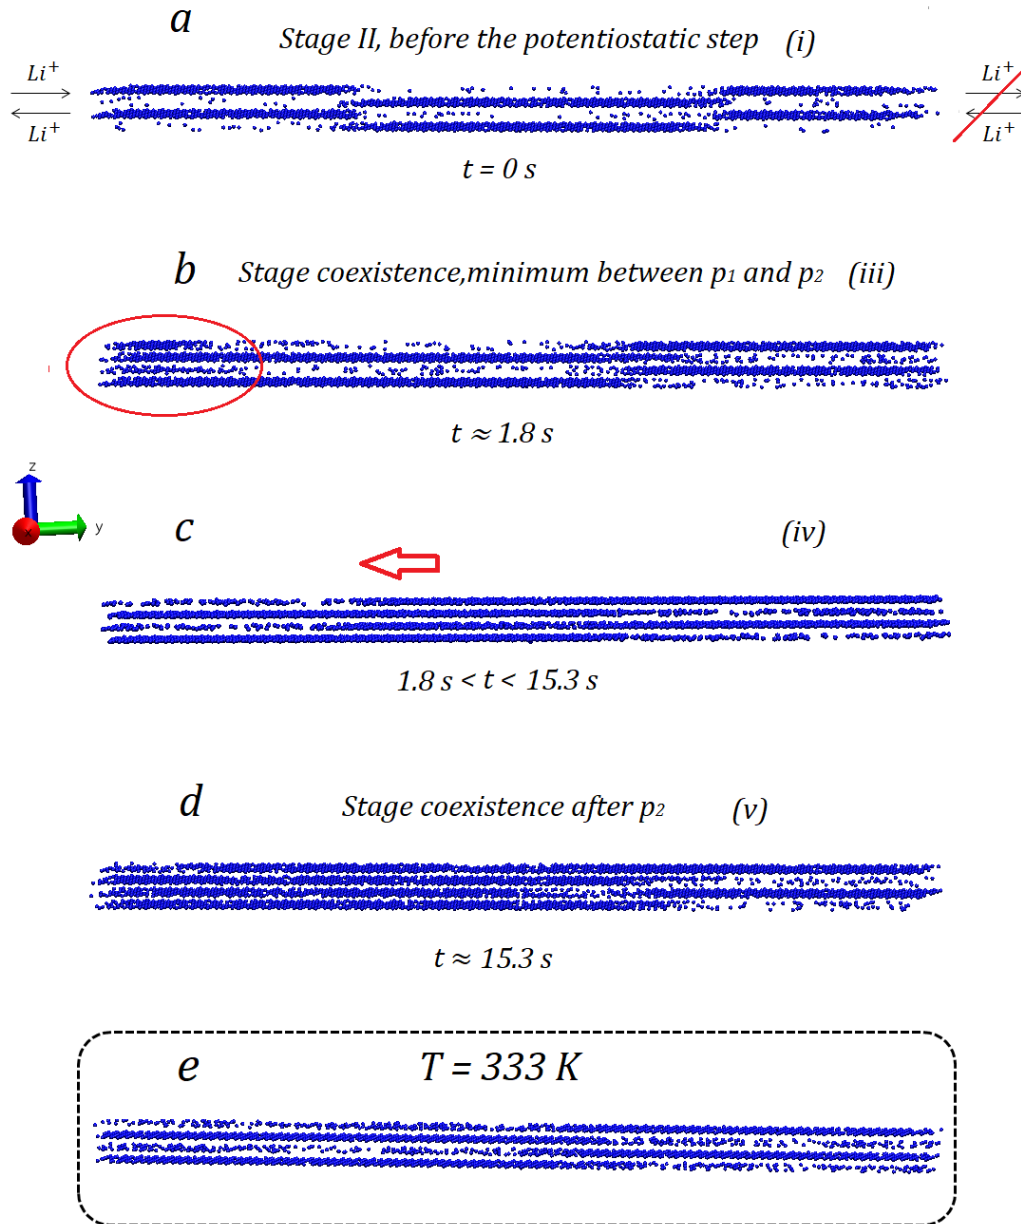 a
Stage II, before the potentiostatic step (i)
Li⁺
Li⁺
Li⁺
Li⁺
t = 0 s
b
Stage coexistence,minimum between p₁ and p₂ (iii)
t ≈ 1.8 s
z
y
c
(iv)
1.8 s < t < 15.3 s
d
Stage coexistence after p₂ (v)
t ≈ 15.3 s
e
T = 333 K